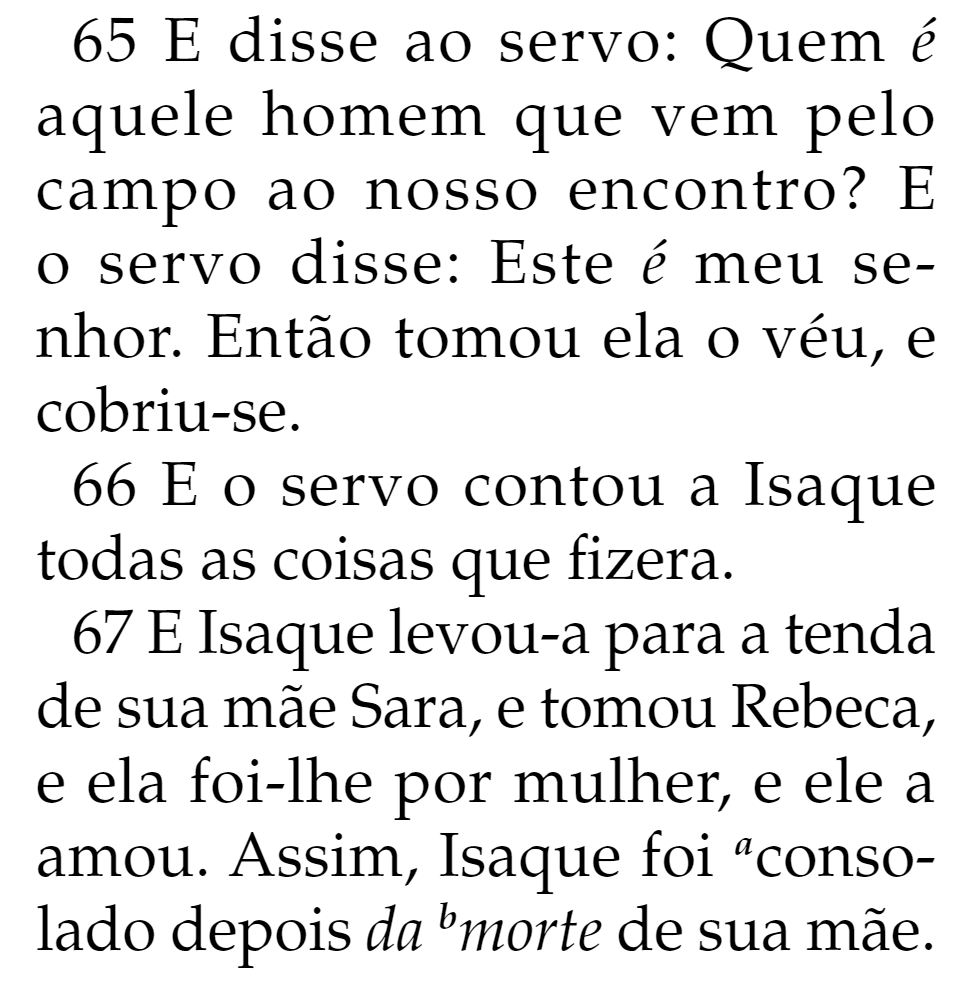 65 E disse ao servo: Quem é
aquele homem que vem pelo
campo ao nosso encontro? E
o servo disse: Este é meu se-
nhor. Então tomou ela o véu, e
cobriu-se.
66 E o servo contou a Isaque
todas as coisas que fizera.
67 E Isaque levou-a para a tenda
de sua mãe Sara, e tomou Rebeca,
e ela foi-lhe por mulher, e ele a
amou. Assim, Isaque foi ᵃconso-
lado depois da ᵇmorte de sua mãe.